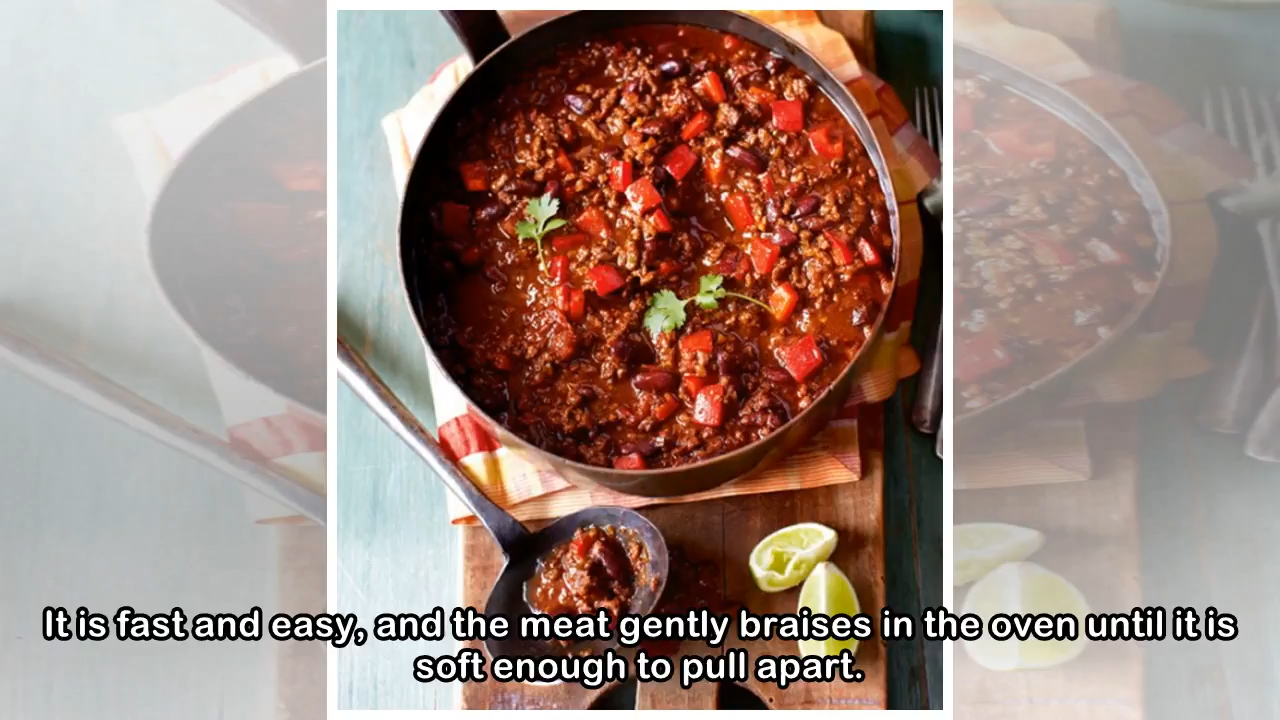 It is fast and easy, and the meat gently braises in the oven until it is
soft enough to pull apart.